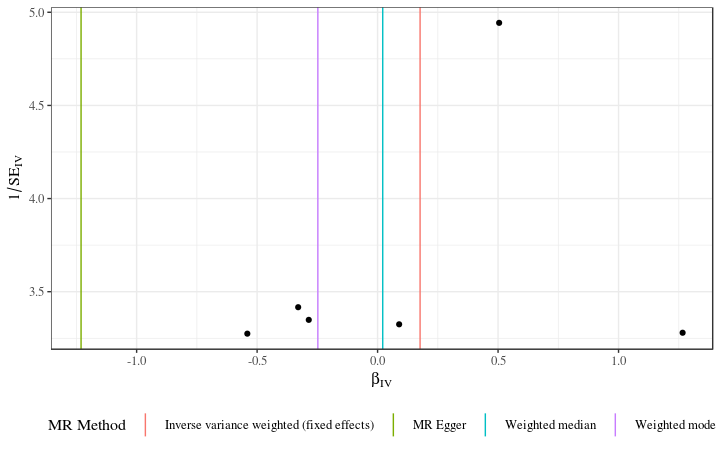 5.0
4.5
4.0
3.5
1/SE_IV
-1.0 -0.5 0.0 0.5 1.0
β_IV
MR Method Inverse variance weighted (fixed effects) MR Egger Weighted median Weighted mode